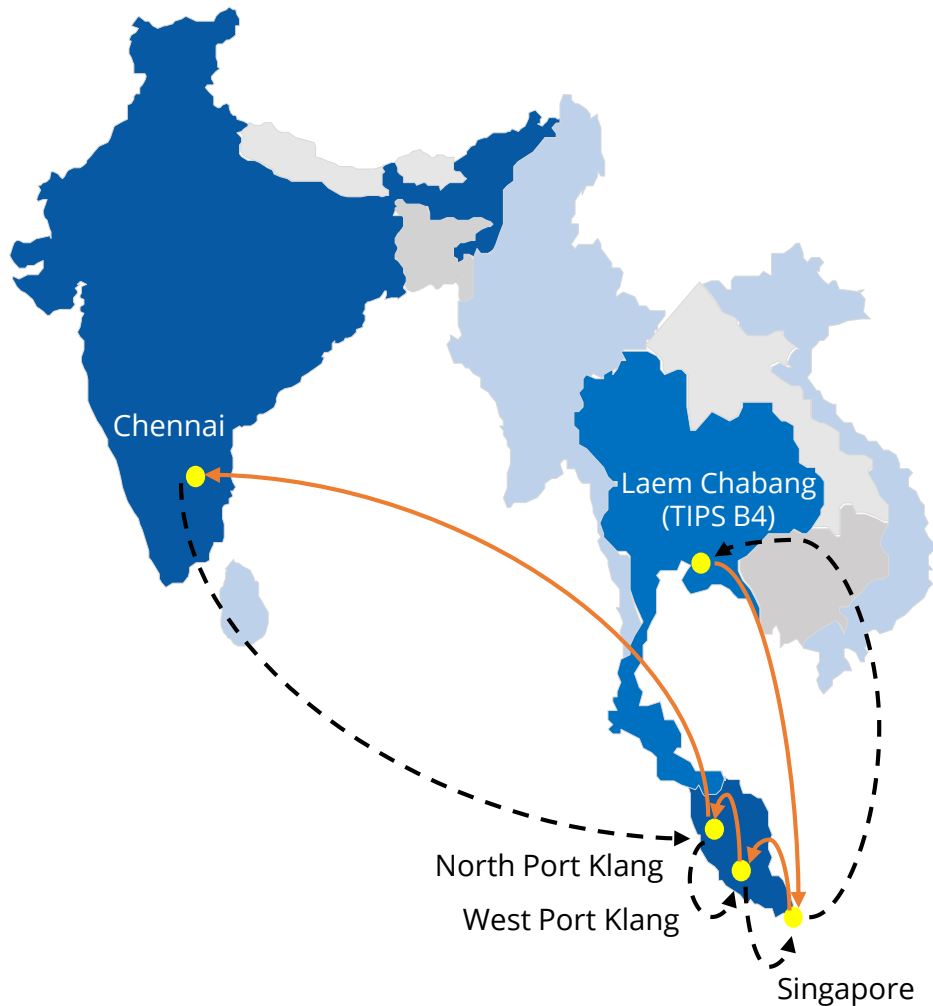 Chennai
Laem Chabang
(TIPS B4)
North Port Klang
West Port Klang
Singapore